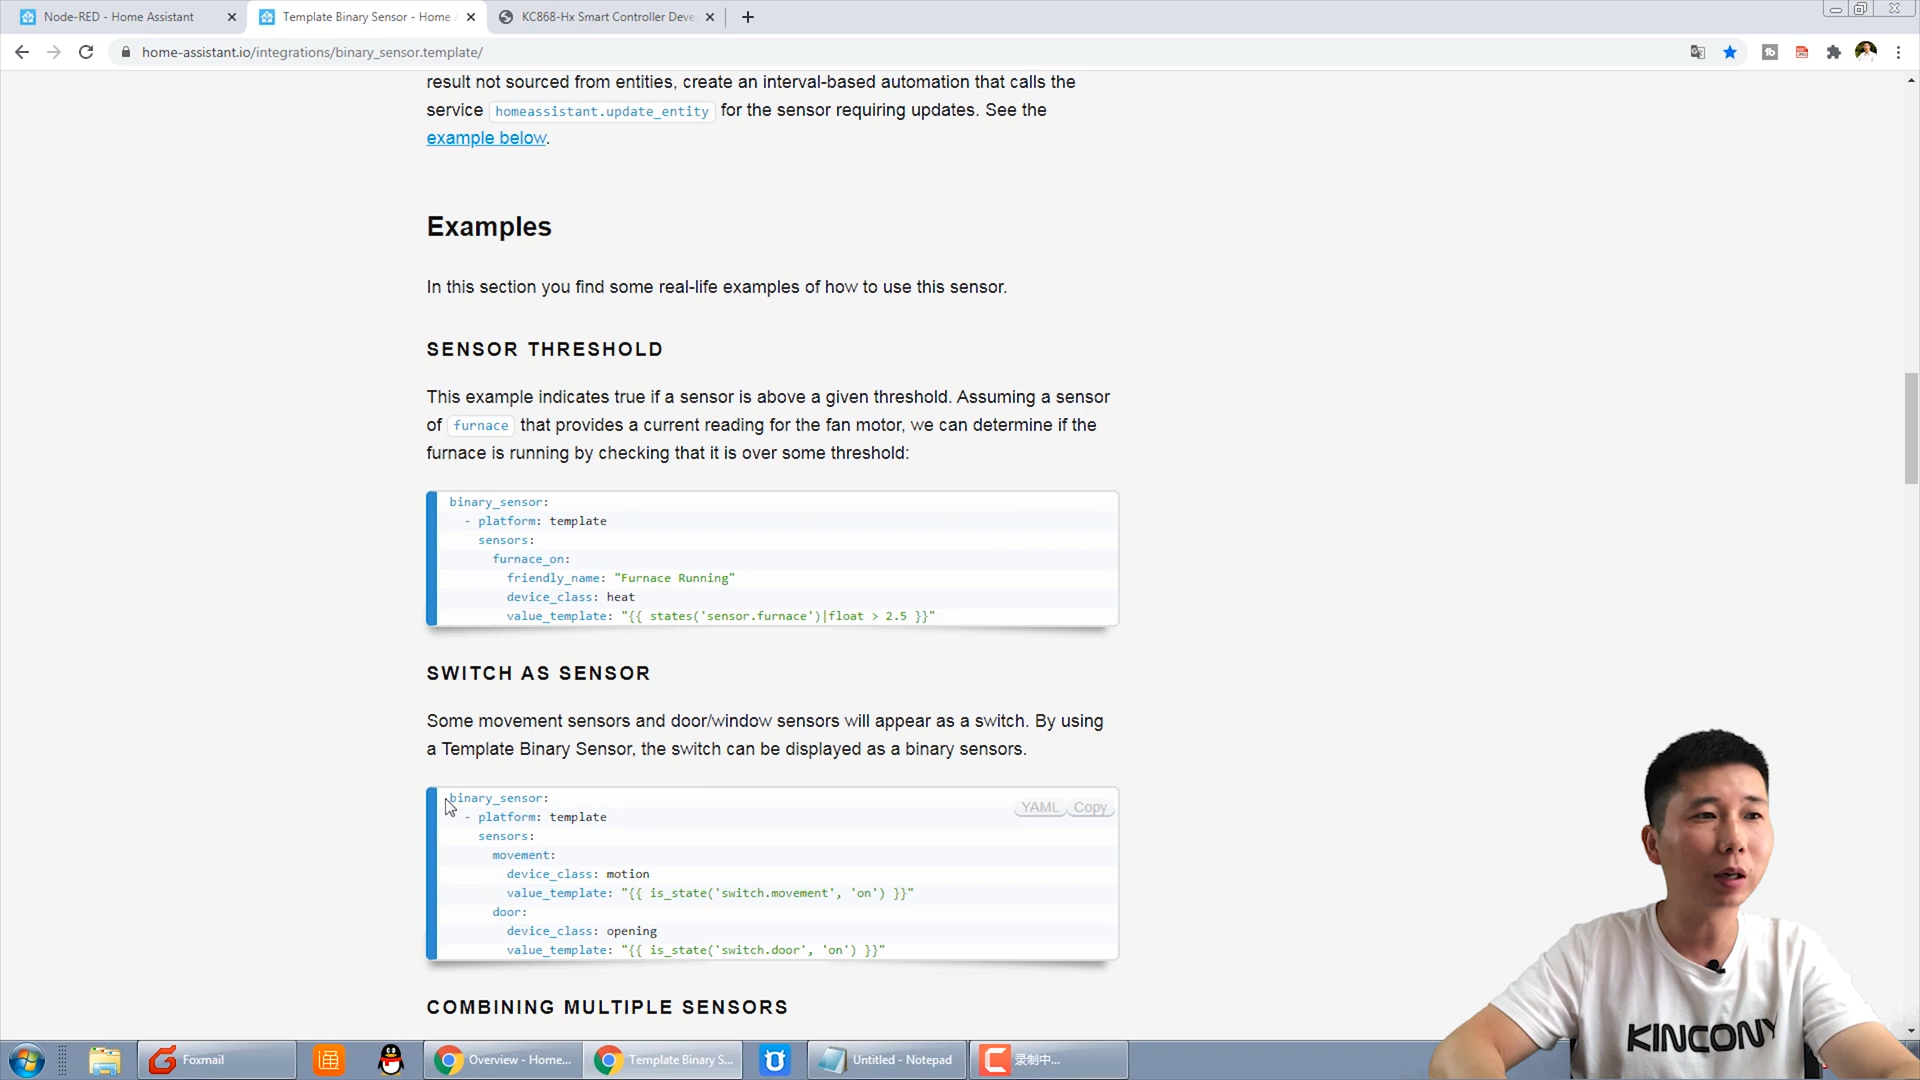 Node-RED - Home Assistant
Template Binary Sensor - Home A
KC868-Hx Smart Controller Deve
home-assistant.io/integrations/binary_sensor.template/
result not sourced from entities, create an interval-based automation that calls the
service homeassistant.update_entity for the sensor requiring updates. See the
example below.
Examples
In this section you find some real-life examples of how to use this sensor.
SENSOR THRESHOLD
This example indicates true if a sensor is above a given threshold. Assuming a sensor
of furnace that provides a current reading for the fan motor, we can determine if the
furnace is running by checking that it is over some threshold:
binary_sensor:
- platform: template
sensors:
furnace_on:
friendly_name: "Furnace Running"
device_class: heat
value_template: "{{ states('sensor.furnace')|float > 2.5 }}"
SWITCH AS SENSOR
Some movement sensors and door/window sensors will appear as a switch. By using
a Template Binary Sensor, the switch can be displayed as a binary sensors.
YAML Copy
binary_sensor:
- platform: template
sensors:
movement:
device_class: motion
value_template: "{{ is_state('switch.movement', 'on') }}"
door:
device_class: opening
value_template: "{{ is_state('switch.door', 'on') }}"
COMBINING MULTIPLE SENSORS
KINCONY
Foxmail
Overview - Home...
Template Binary S...
Untitled - Notepad
录制中...